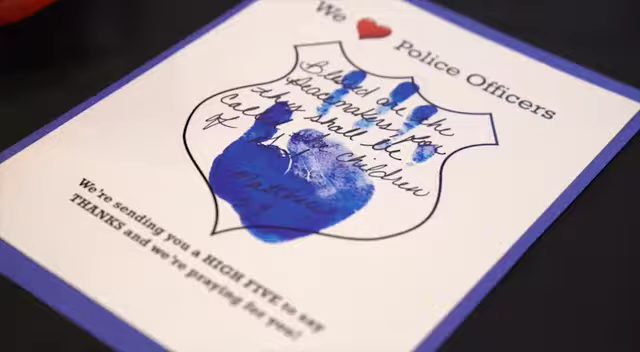 We ❤ Police Officers
Blessed are the
peacemakers for
they shall be
called the children
of God
Matthew
We're sending you a HIGH FIVE to say
THANKS and we're praying for you!